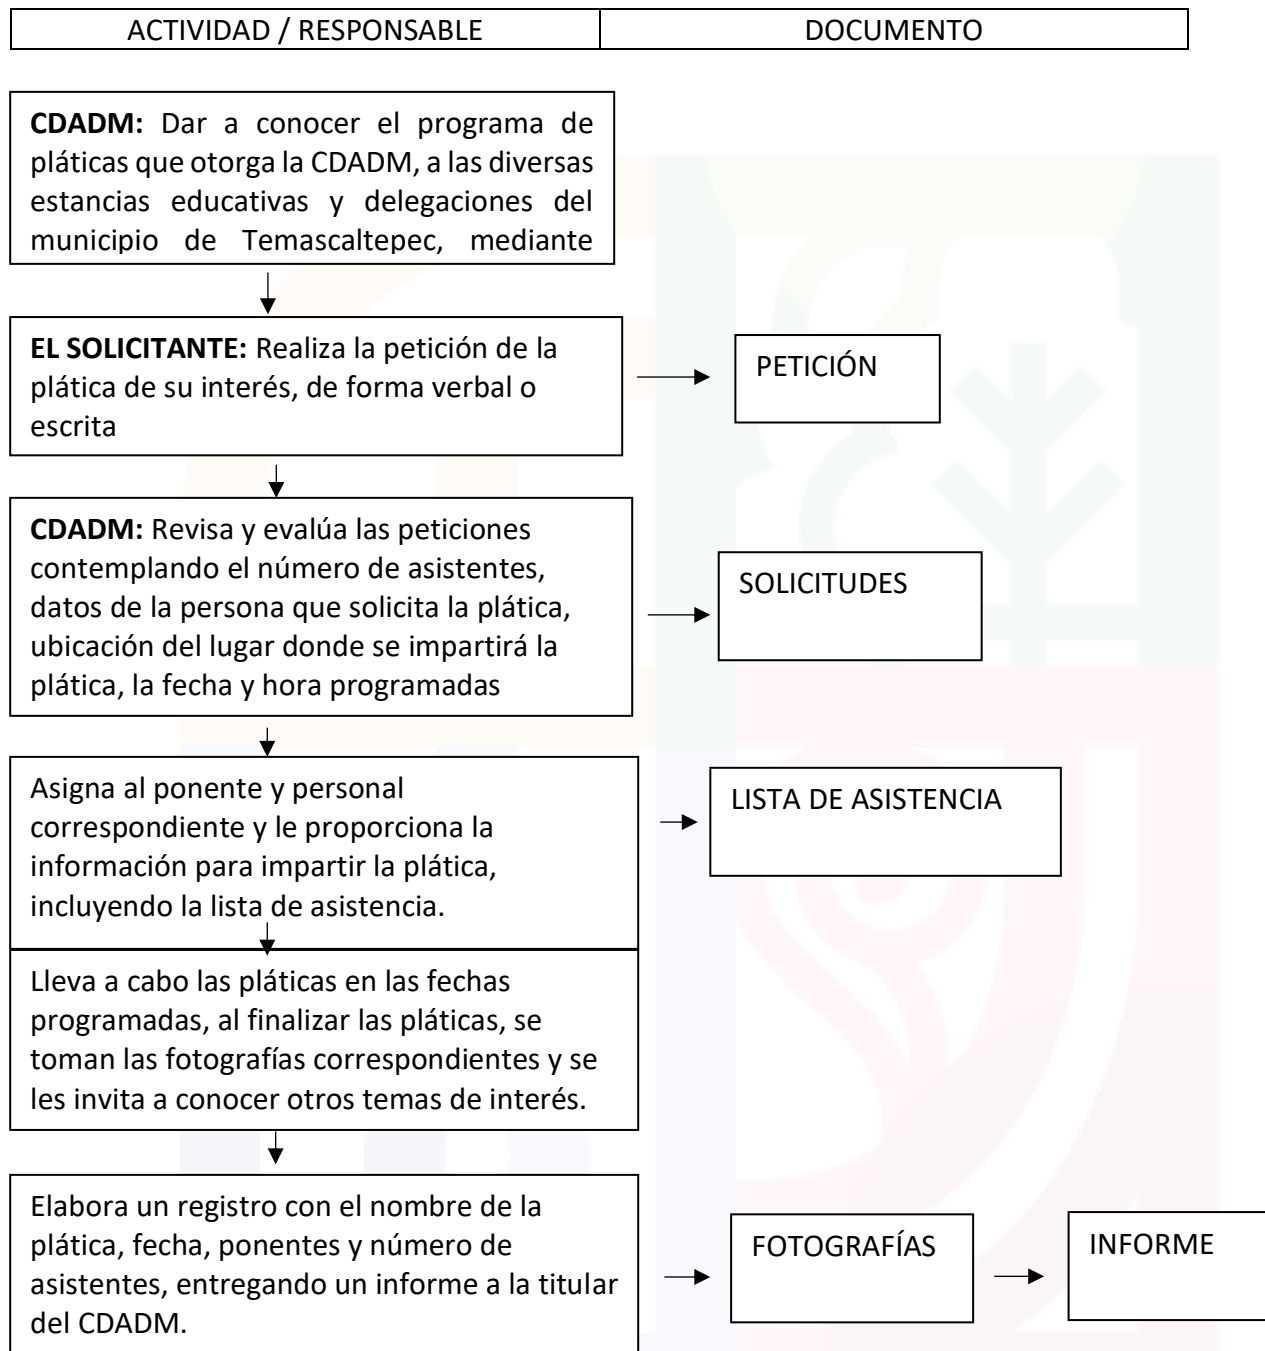 ACTIVIDAD / RESPONSABLE DOCUMENTO
CDADM: Dar a conocer el programa de
pláticas que otorga la CDADM, a las diversas
estancias educativas y delegaciones del
municipio de Temascaltepec, mediante
EL SOLICITANTE: Realiza la petición de la
plática de su interés, de forma verbal o
escrita
PETICIÓN
CDADM: Revisa y evalúa las peticiones
contemplando el número de asistentes,
datos de la persona que solicita la plática,
ubicación del lugar donde se impartirá la
plática, la fecha y hora programadas
SOLICITUDES
Asigna al ponente y personal
correspondiente y le proporciona la
información para impartir la plática,
incluyendo la lista de asistencia.
LISTA DE ASISTENCIA
Lleva a cabo las pláticas en las fechas
programadas, al finalizar las pláticas, se
toman las fotografías correspondientes y se
les invita a conocer otros temas de interés.
Elabora un registro con el nombre de la
plática, fecha, ponentes y número de
asistentes, entregando un informe a la titular
del CDADM.
FOTOGRAFÍAS
INFORME